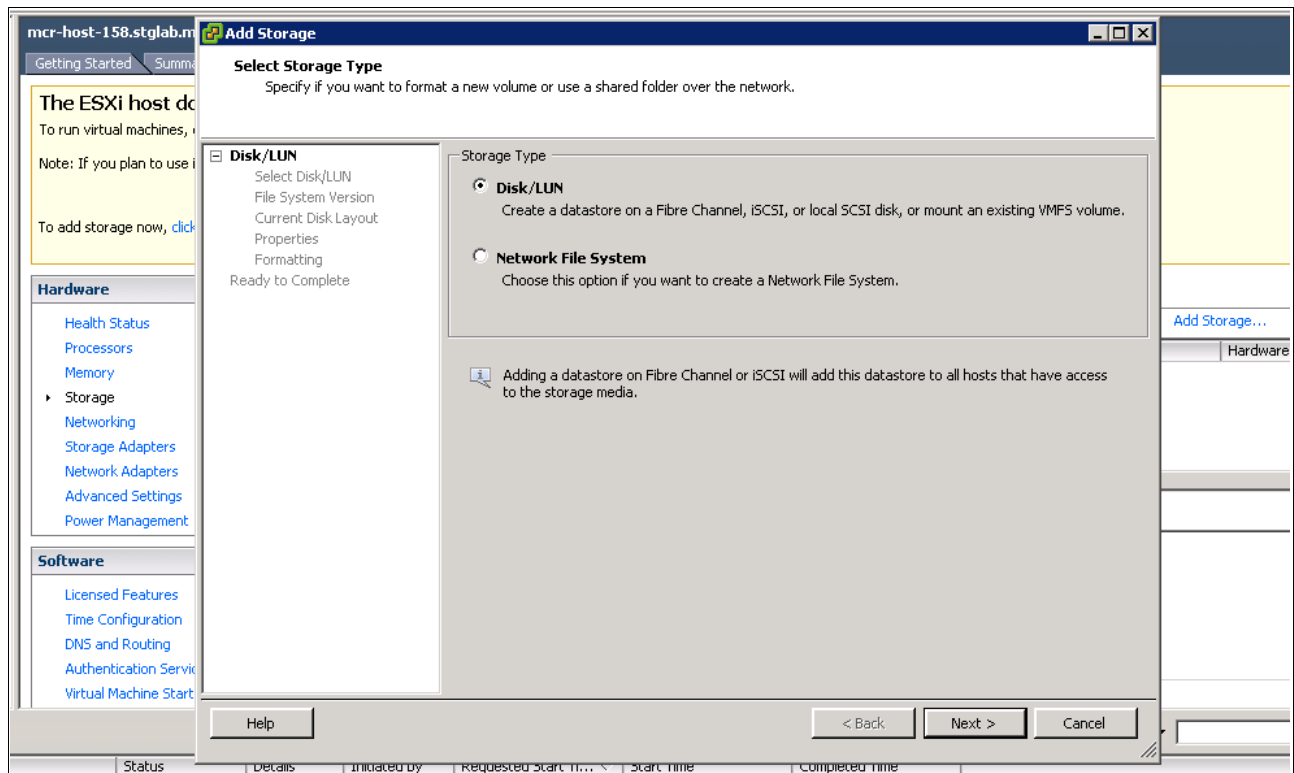 mcr-host-158.stglab.m
Getting Started
Summa
The ESXi host do
To run virtual machines,
Note: If you plan to use i
To add storage now, click
Hardware
Health Status
Processors
Memory
Storage
Networking
Storage Adapters
Network Adapters
Advanced Settings
Power Management
Software
Licensed Features
Time Configuration
DNS and Routing
Authentication Servic
Virtual Machine Start
Add Storage
Select Storage Type
Specify if you want to format a new volume or use a shared folder over the network.
Disk/LUN
Select Disk/LUN
File System Version
Current Disk Layout
Properties
Formatting
Ready to Complete
Storage Type
Disk/LUN
Create a datastore on a Fibre Channel, iSCSI, or local SCSI disk, or mount an existing VMFS volume.
Network File System
Choose this option if you want to create a Network File System.
Adding a datastore on Fibre Channel or iSCSI will add this datastore to all hosts that have access
to the storage media.
Help
< Back
Next >
Cancel
Add Storage...
Hardware
Status
Details
Initiated by
Requested Start Ti...
Start Time
Completed Time